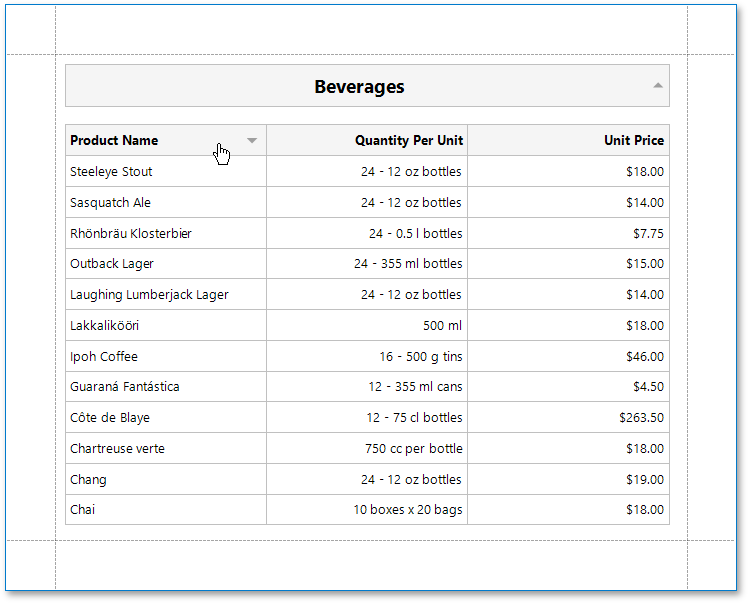 Beverages
Product Name Quantity Per Unit Unit Price
Steeleye Stout 24 - 12 oz bottles $18.00
Sasquatch Ale 24 - 12 oz bottles $14.00
Rhönbräu Klosterbier 24 - 0.5 l bottles $7.75
Outback Lager 24 - 355 ml bottles $15.00
Laughing Lumberjack Lager 24 - 12 oz bottles $14.00
Lakkalikööri 500 ml $18.00
Ipoh Coffee 16 - 500 g tins $46.00
Guaraná Fantástica 12 - 355 ml cans $4.50
Côte de Blaye 12 - 75 cl bottles $263.50
Chartreuse verte 750 cc per bottle $18.00
Chang 24 - 12 oz bottles $19.00
Chai 10 boxes x 20 bags $18.00